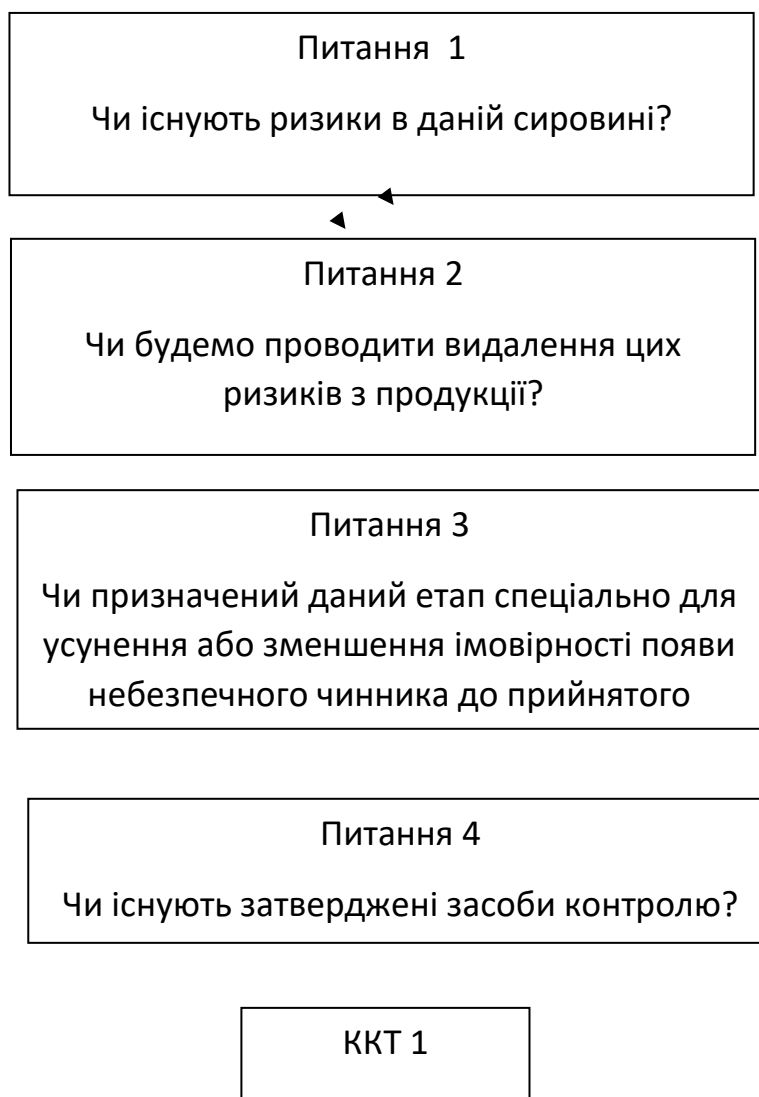 Питання 1
Чи існують ризики в даній сировині?
Питання 2
Чи будемо проводити видалення цих
ризиків з продукції?
Питання 3
Чи призначений даний етап спеціально для
усунення або зменшення імовірності появи
небезпечного чинника до прийнятого
Питання 4
Чи існують затверджені засоби контролю?
ККТ 1